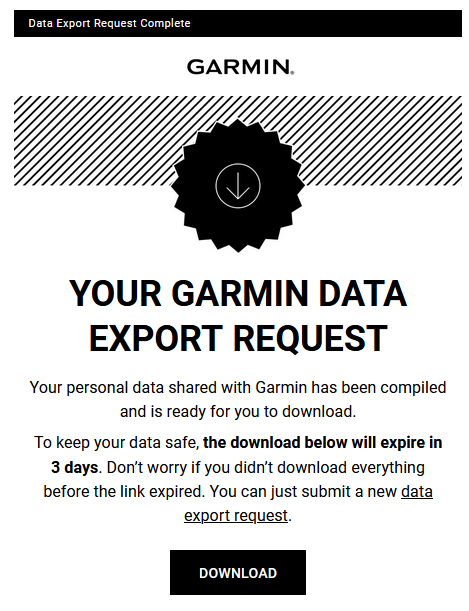 Data Export Request Complete
GARMIN.
YOUR GARMIN DATA
EXPORT REQUEST
Your personal data shared with Garmin has been compiled
and is ready for you to download.
To keep your data safe, the download below will expire in
3 days. Don’t worry if you didn’t download everything
before the link expired. You can just submit a new data
export request.
DOWNLOAD